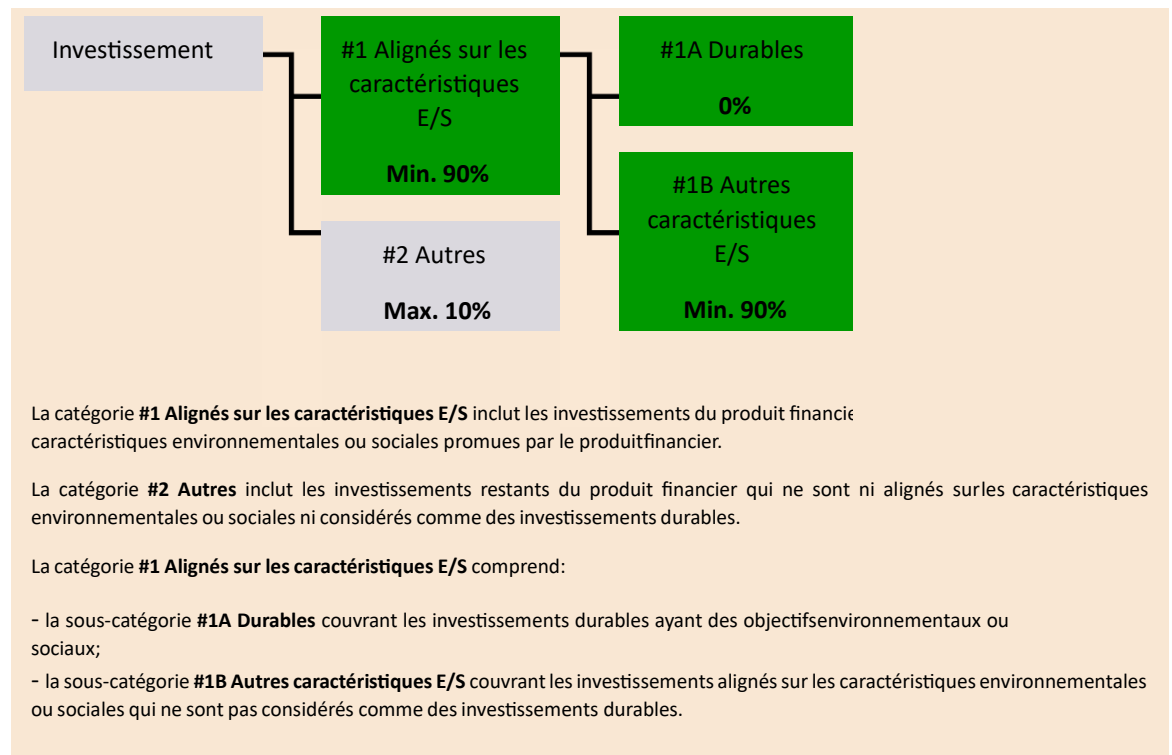 Investissement
#1 Alignés sur les
caractéristiques
E/S
Min. 90%
#2 Autres
Max. 10%
#1A Durables
0%
#1B Autres
caractéristiques
E/S
Min. 90%
La catégorie #1 Alignés sur les caractéristiques E/S inclut les investissements du produit financie
caractéristiques environnementales ou sociales promues par le produitfinancier.
La catégorie #2 Autres inclut les investissements restants du produit financier qui ne sont ni alignés surles caractéristiques
environnementales ou sociales ni considérés comme des investissements durables.
La catégorie #1 Alignés sur les caractéristiques E/S comprend:
- la sous-catégorie #1A Durables couvrant les investissements durables ayant des objectifsenvironnementaux ou
sociaux;
- la sous-catégorie #1B Autres caractéristiques E/S couvrant les investissements alignés sur les caractéristiques environnementales
ou sociales qui ne sont pas considérés comme des investissements durables.